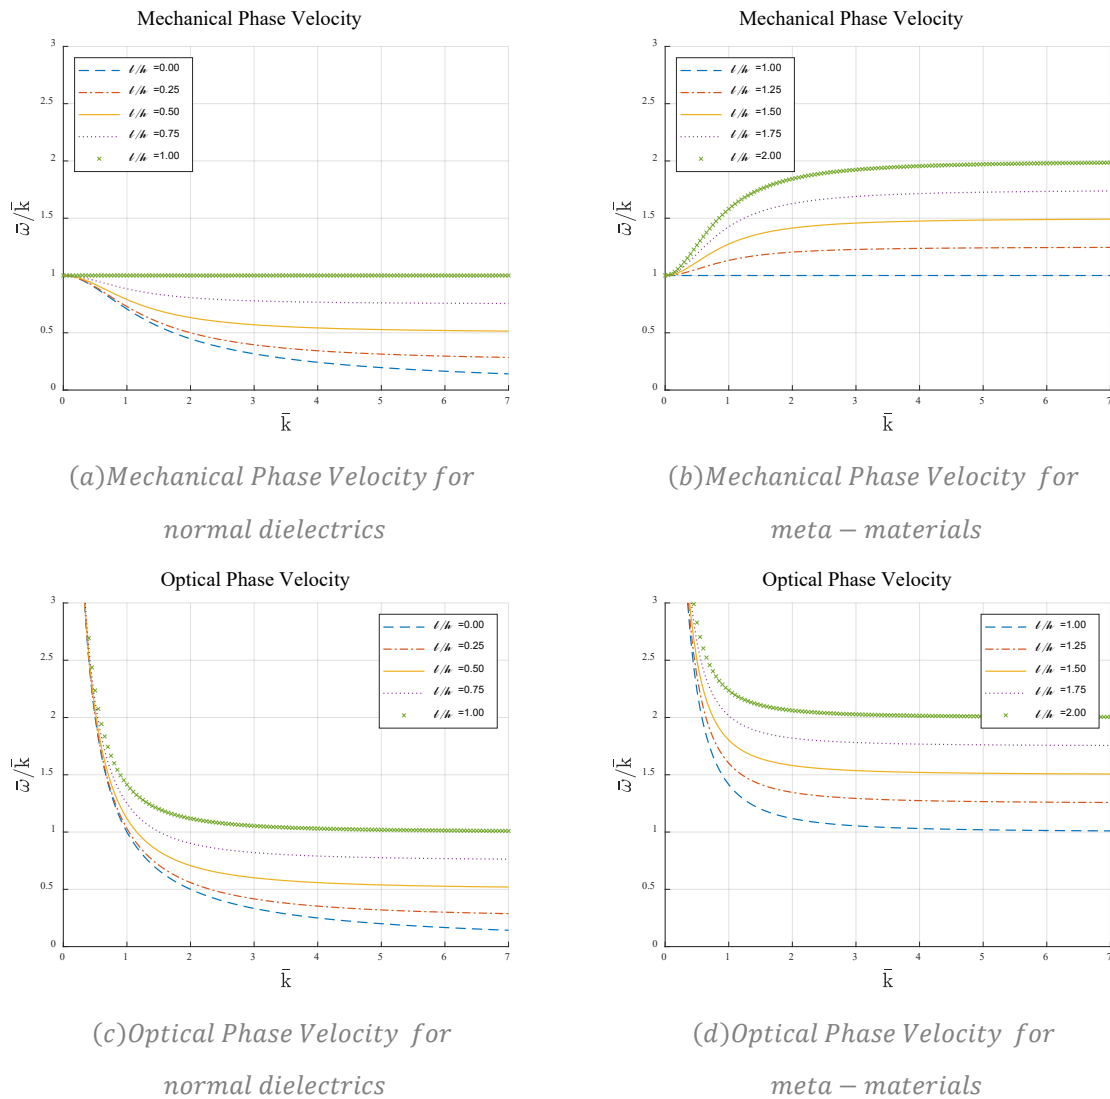 Mechanical Phase Velocity
3
2.5
2
1.5
1
0.5
0
ω̄/k̄
ℓ/h =0.00
ℓ/h =0.25
ℓ/h =0.50
ℓ/h =0.75
ℓ/h =1.00
0 1 2 3 4 5 6 7
k̄
(a)Mechanical Phase Velocity for
normal dielectrics
Mechanical Phase Velocity
3
2.5
2
1.5
1
0.5
0
ω̄/k̄
ℓ/h =1.00
ℓ/h =1.25
ℓ/h =1.50
ℓ/h =1.75
ℓ/h =2.00
0 1 2 3 4 5 6 7
k̄
(b)Mechanical Phase Velocity for
meta − materials
Optical Phase Velocity
3
2.5
2
1.5
1
0.5
0
ω̄/k̄
ℓ/h =0.00
ℓ/h =0.25
ℓ/h =0.50
ℓ/h =0.75
ℓ/h =1.00
0 1 2 3 4 5 6 7
k̄
(c)Optical Phase Velocity for
normal dielectrics
Optical Phase Velocity
3
2.5
2
1.5
1
0.5
0
ω̄/k̄
ℓ/h =1.00
ℓ/h =1.25
ℓ/h =1.50
ℓ/h =1.75
ℓ/h =2.00
0 1 2 3 4 5 6 7
k̄
(d)Optical Phase Velocity for
meta − materials